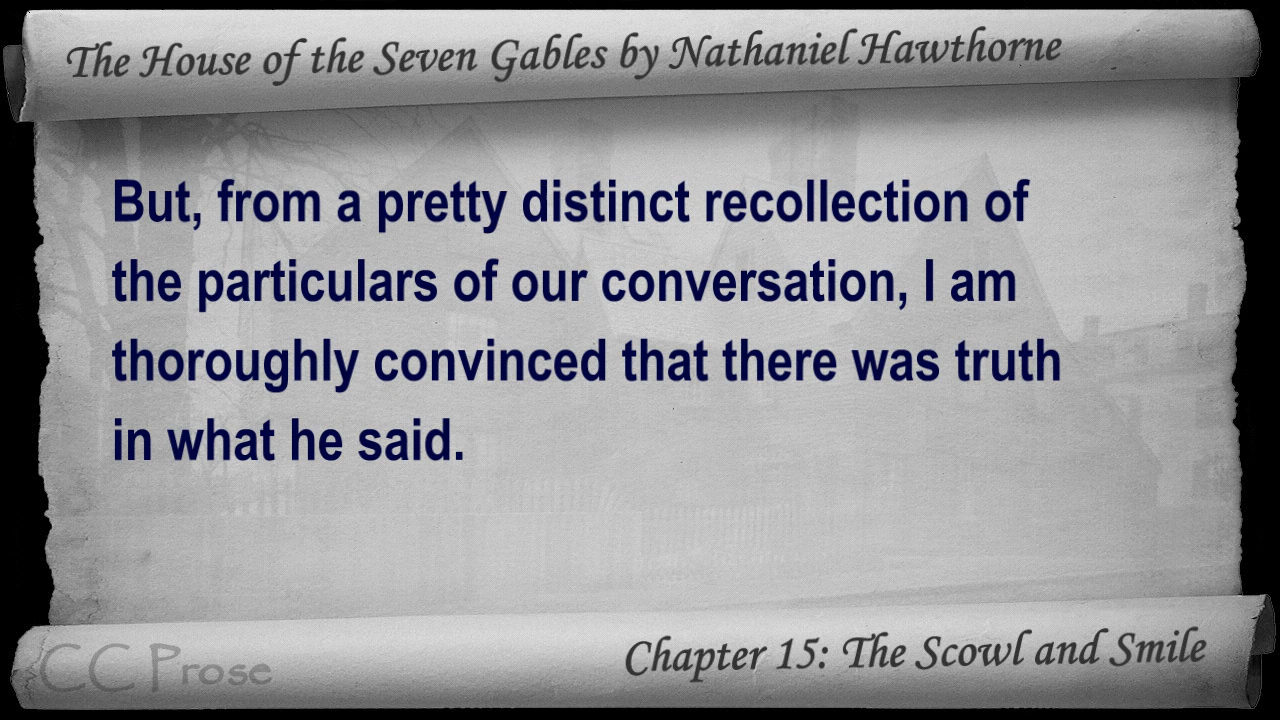 The House of the Seven Gables by Nathaniel Hawthorne
But, from a pretty distinct recollection of
the particulars of our conversation, I am
thoroughly convinced that there was truth
in what he said.
CC Prose
Chapter 15: The Scowl and Smile